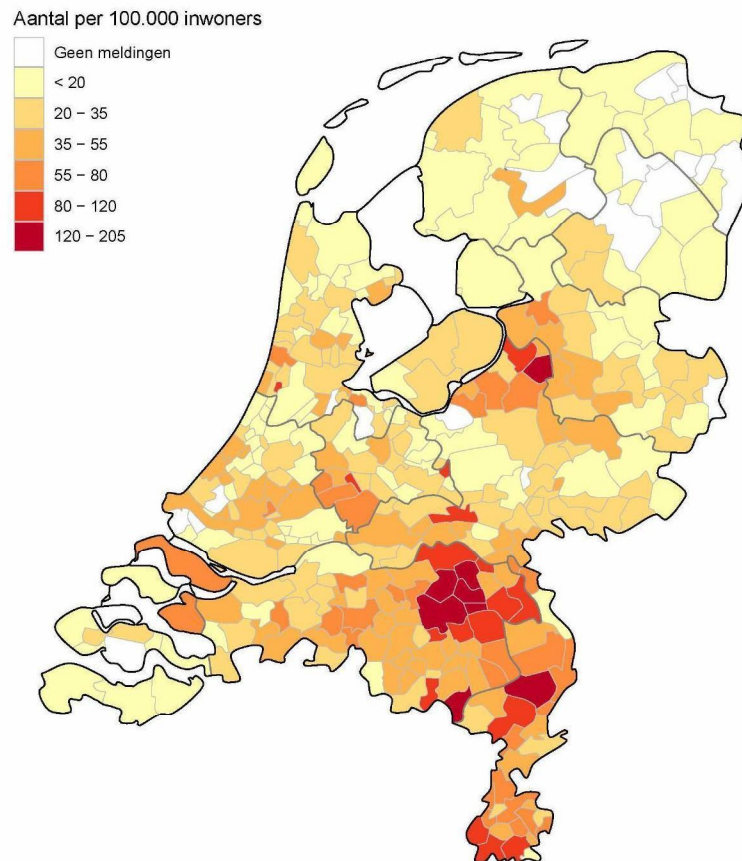 Aantal per 100.000 inwoners
Geen meldingen
< 20
20 – 35
35 – 55
55 – 80
80 – 120
120 – 205